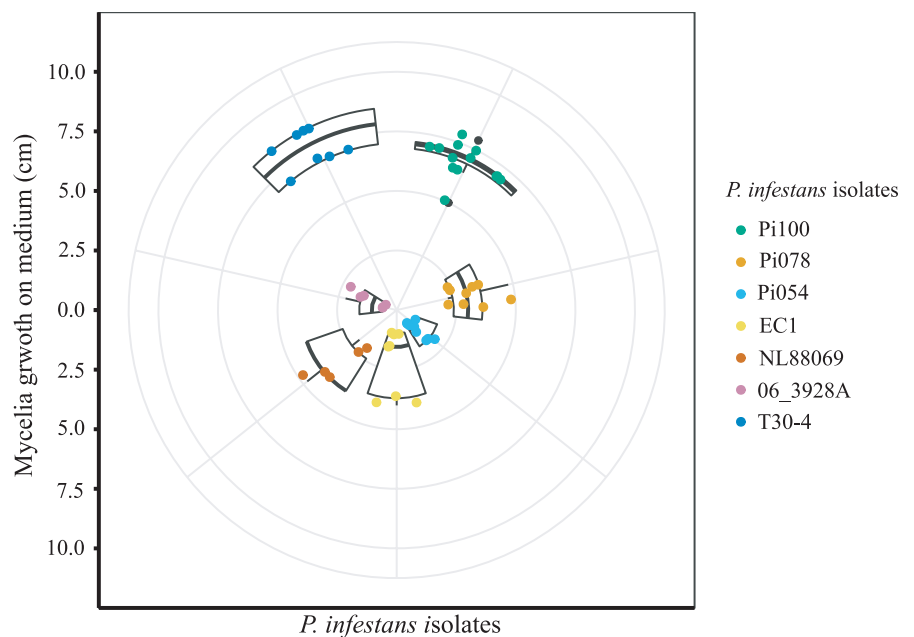 Mycelia grwoth on medium (cm)
10.0
7.5
5.0
2.5
0.0
2.5
5.0
7.5
10.0
P. infestans isolates
P. infestans isolates
Pi100
Pi078
Pi054
EC1
NL88069
06_3928A
T30-4